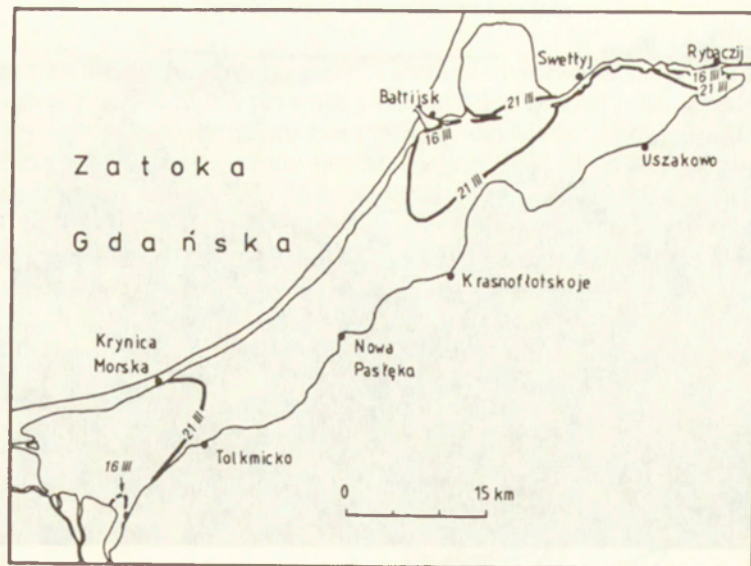 Swetłyj
Rybaczij
16 III
21 III
Bałtijsk
21 III
16 III
Uszakowo
Zatoka
21 III
Gdańska
Krasnofłotskoje
Krynica
Morska
Nowa
Pasłęka
21 III
Tolkmicko
16 III
0 15 km